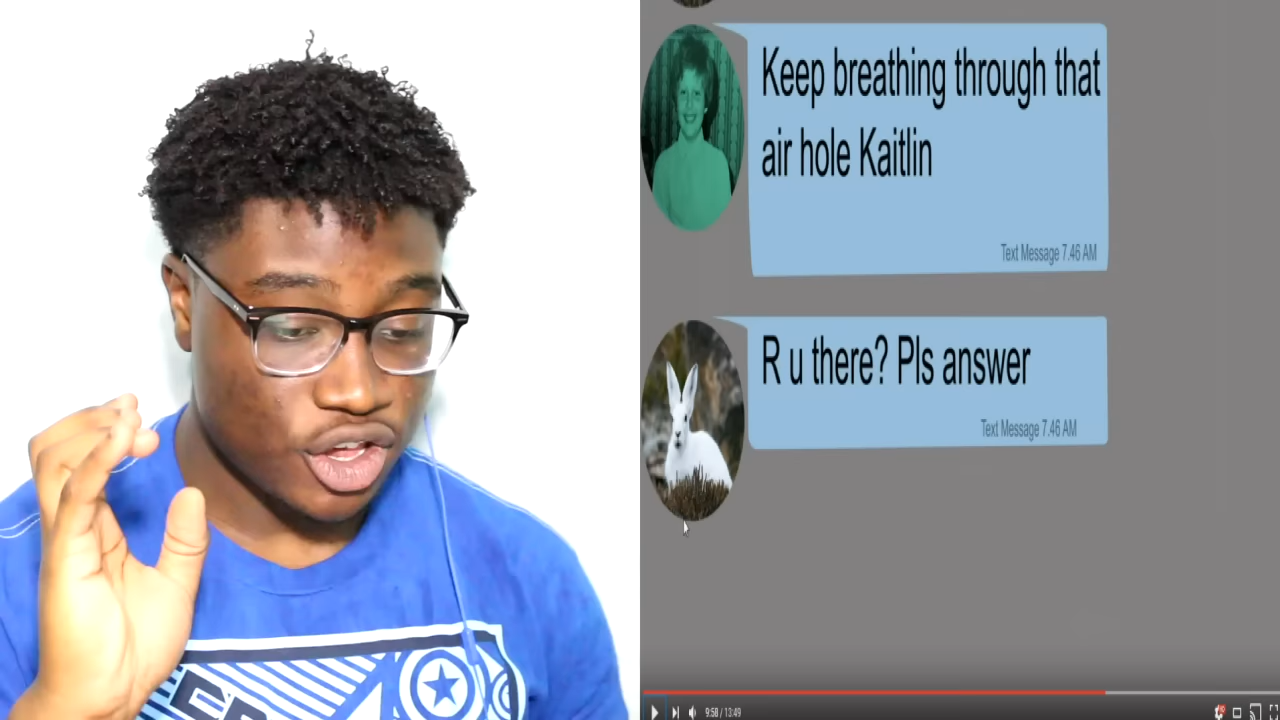 Keep breathing through that
air hole Kaitlin
Text Message 7.46 AM
R u there? Pls answer
Text Message 7.46 AM
9:58 / 13:49